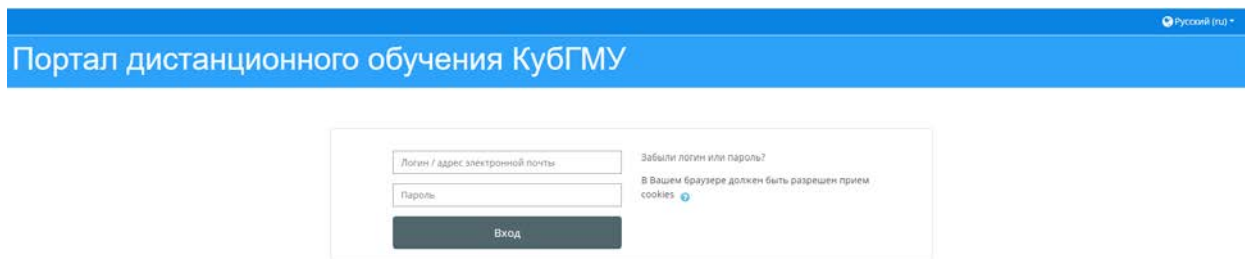 Русский (ru)
Портал дистанционного обучения КубГМУ
Логин / адрес электронной почты
Забыли логин или пароль?
Пароль
В Вашем браузере должен быть разрешен прием
cookies
Вход